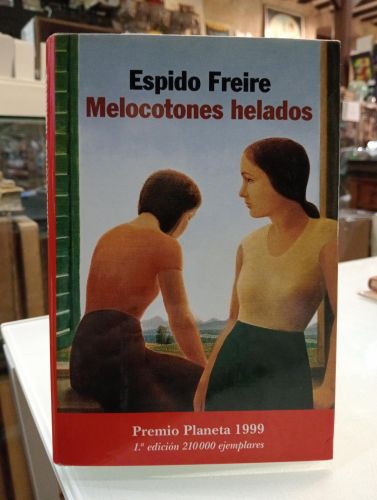 Espido Freire
Melocotones helados
Premio Planeta 1999
1.ª edición 210 000 ejemplares